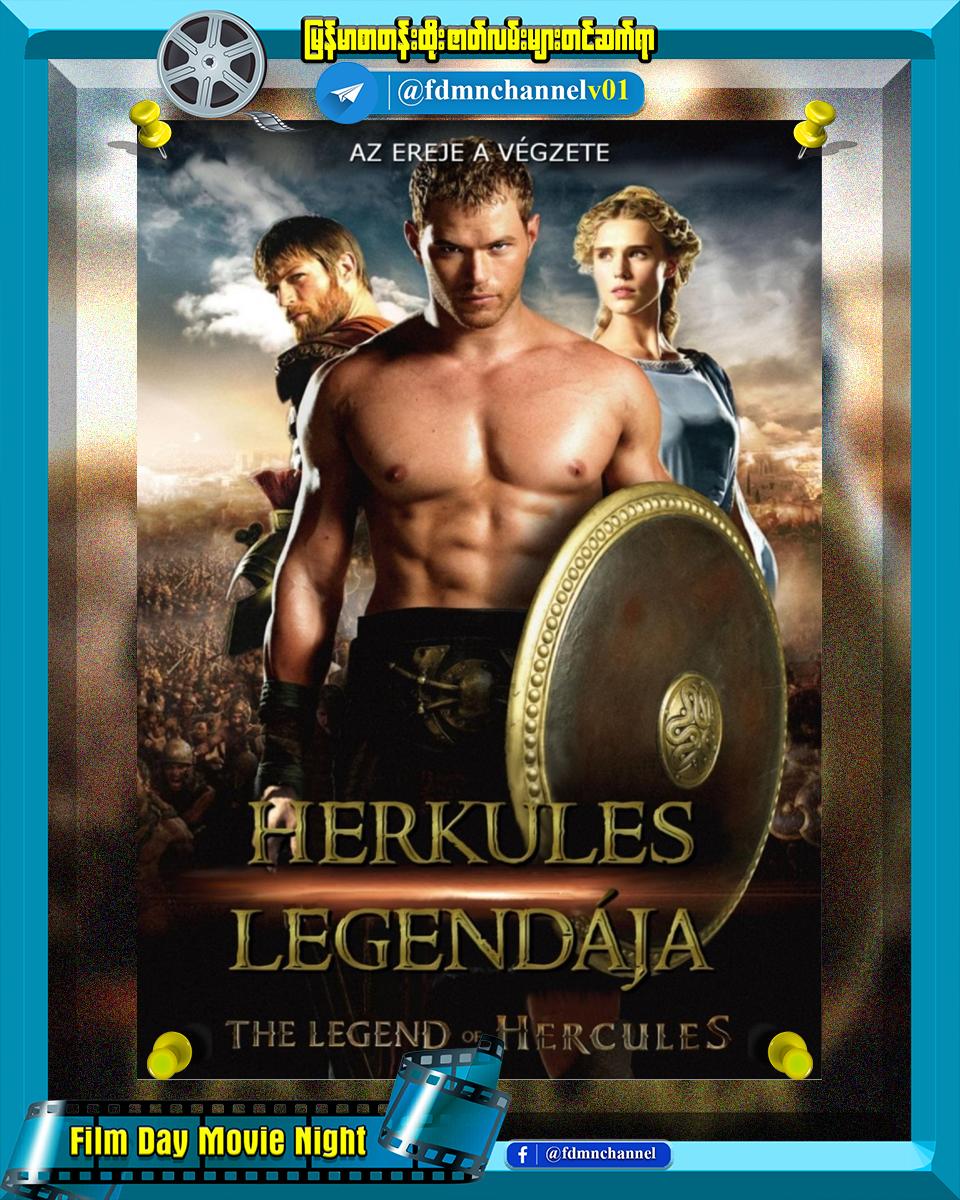 မြန်မာစာတန်းထိုးဇာတ်လမ်းများတင်ဆက်ရာ
@fdmnchannelv01
AZ EREJE A VÉGZETE
HERKULES
LEGENDÁJA
THE LEGEND OF HERCULES
Film Day Movie Night
f @fdmnchannel